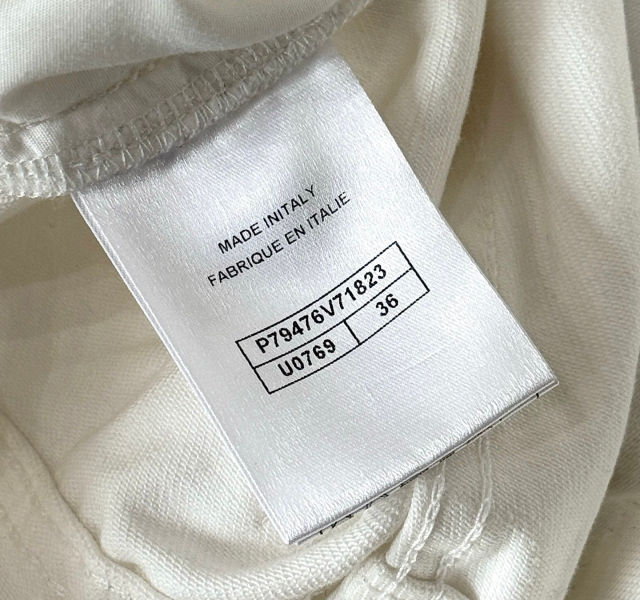 MADE INITALY
FABRIQUE EN ITALIE
P79476V71823
U0769 36